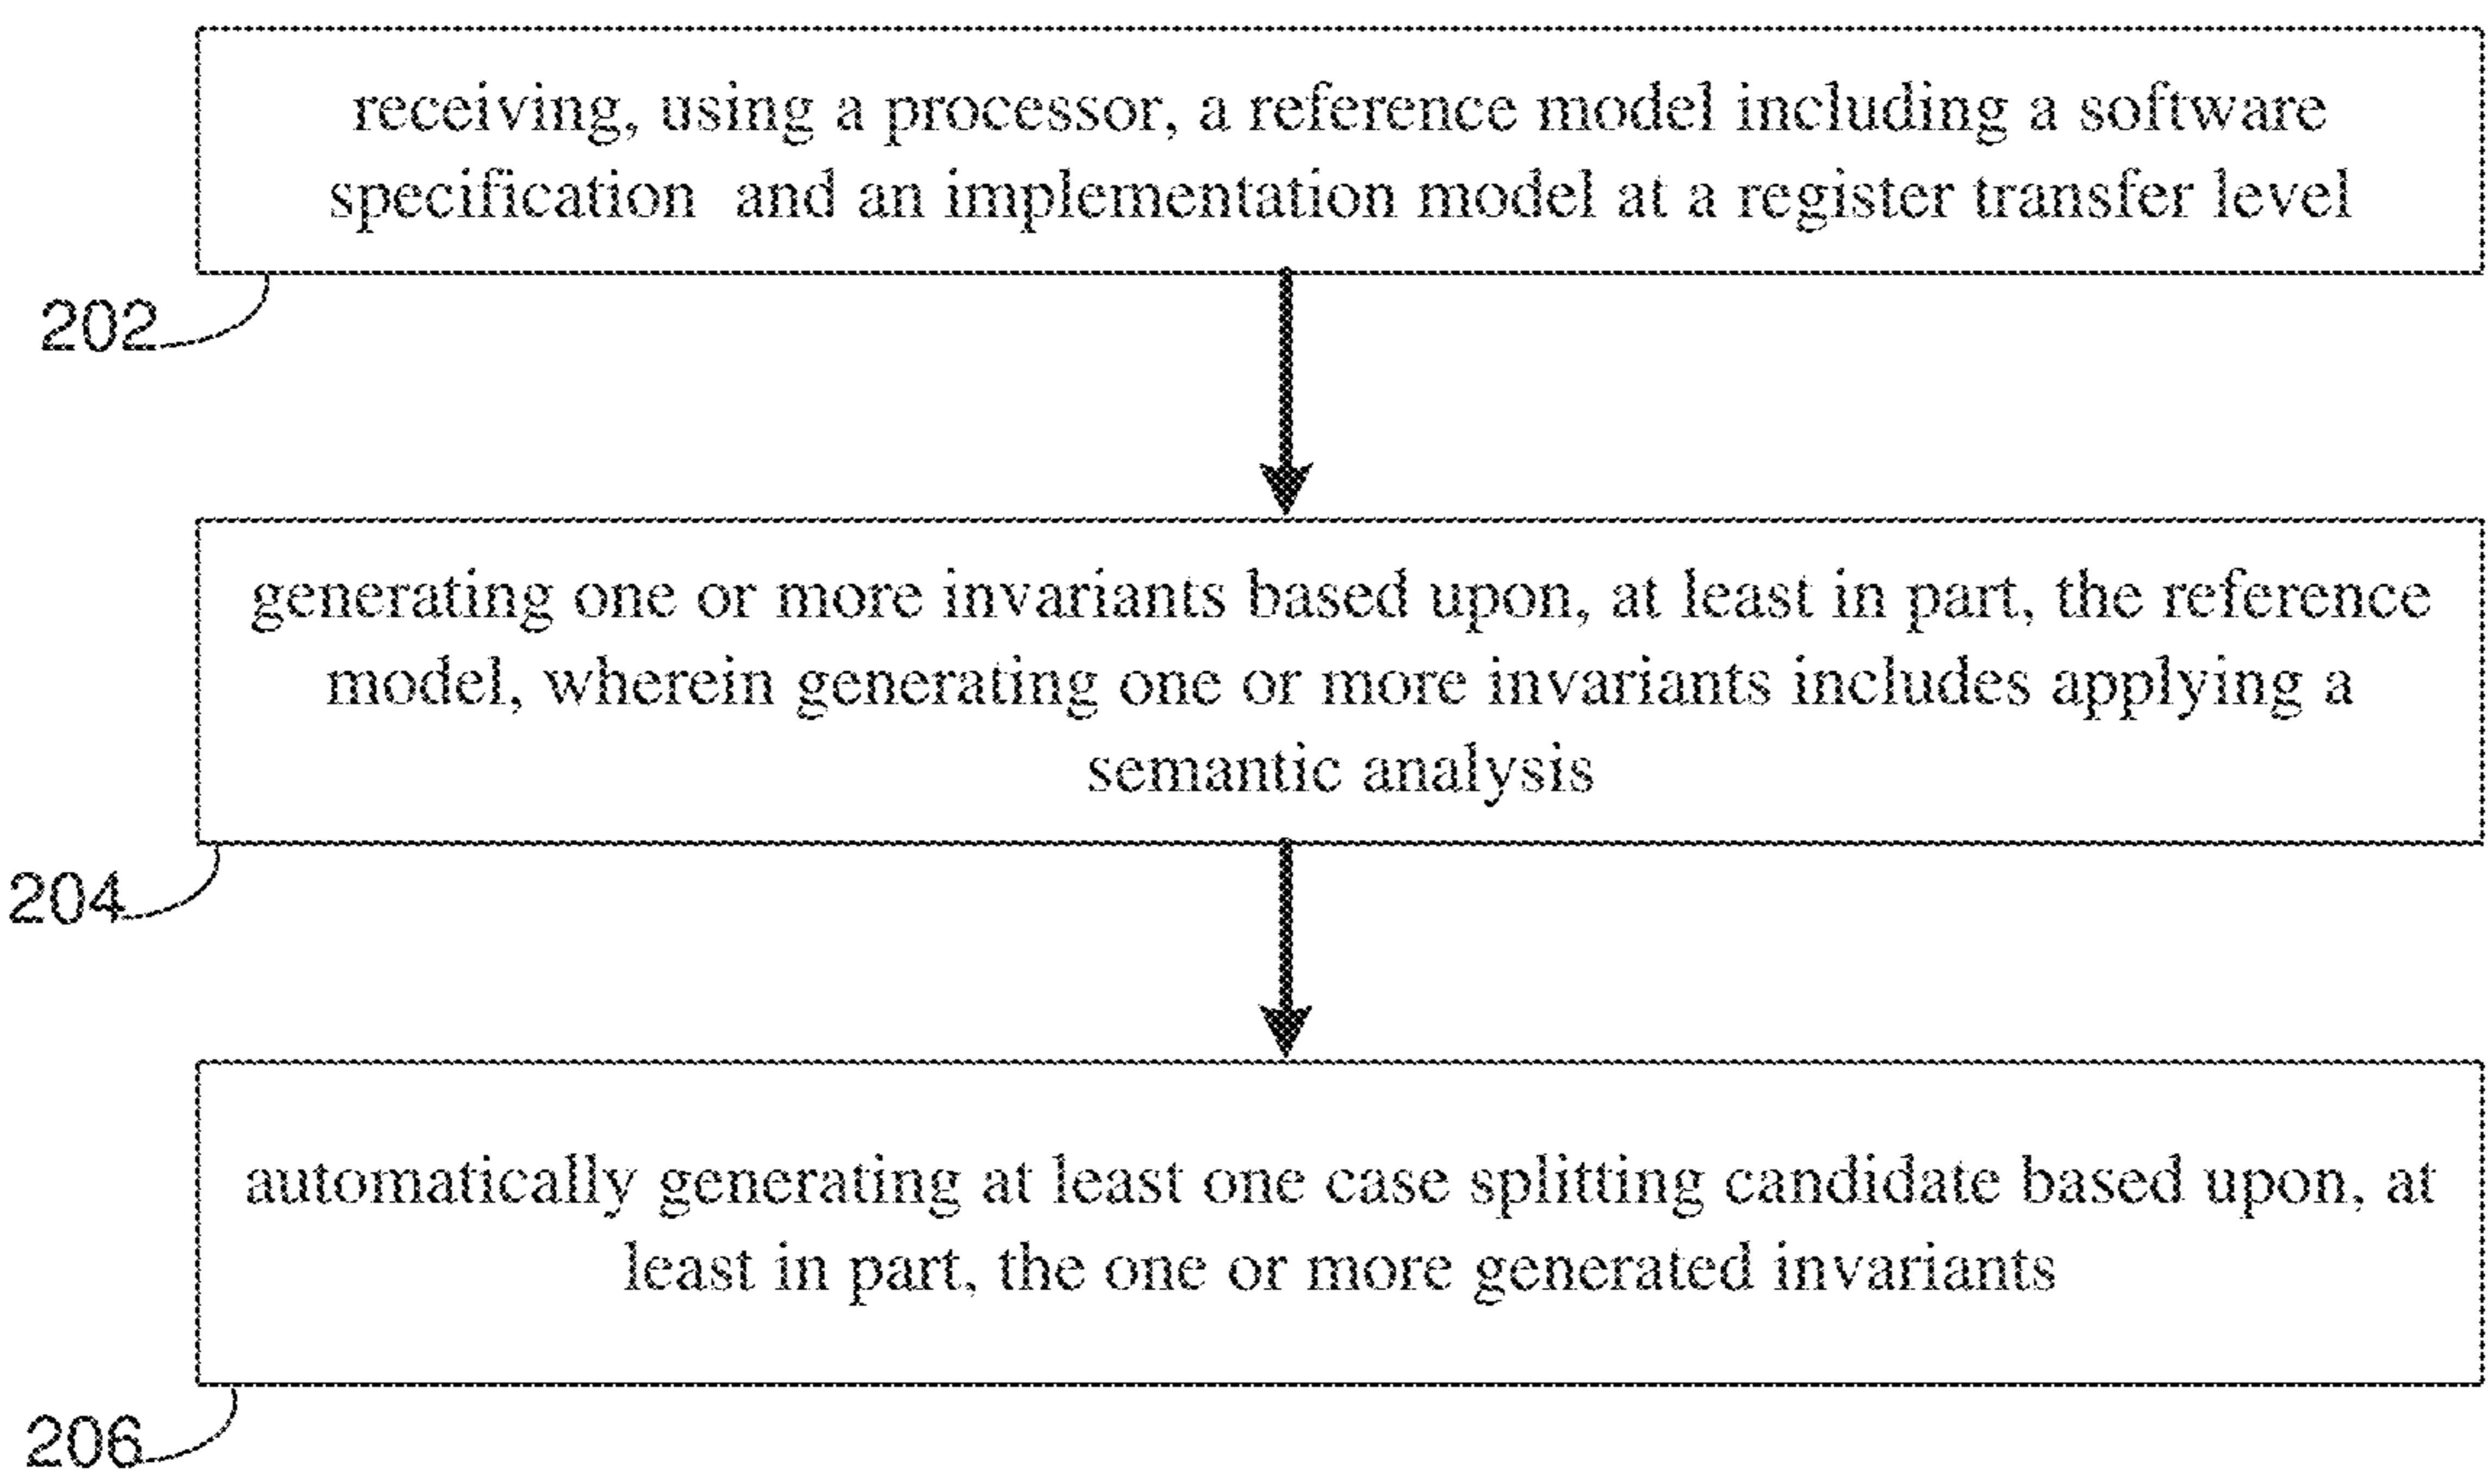 receiving, using a processor, a reference model including a software
specification and an implementation model at a register transfer level
202
generating one or more invariants based upon, at least in part, the reference
model, wherein generating one or more invariants includes applying a
semantic analysis
204
automatically generating at least one case splitting candidate based upon, at
least in part, the one or more generated invariants
206